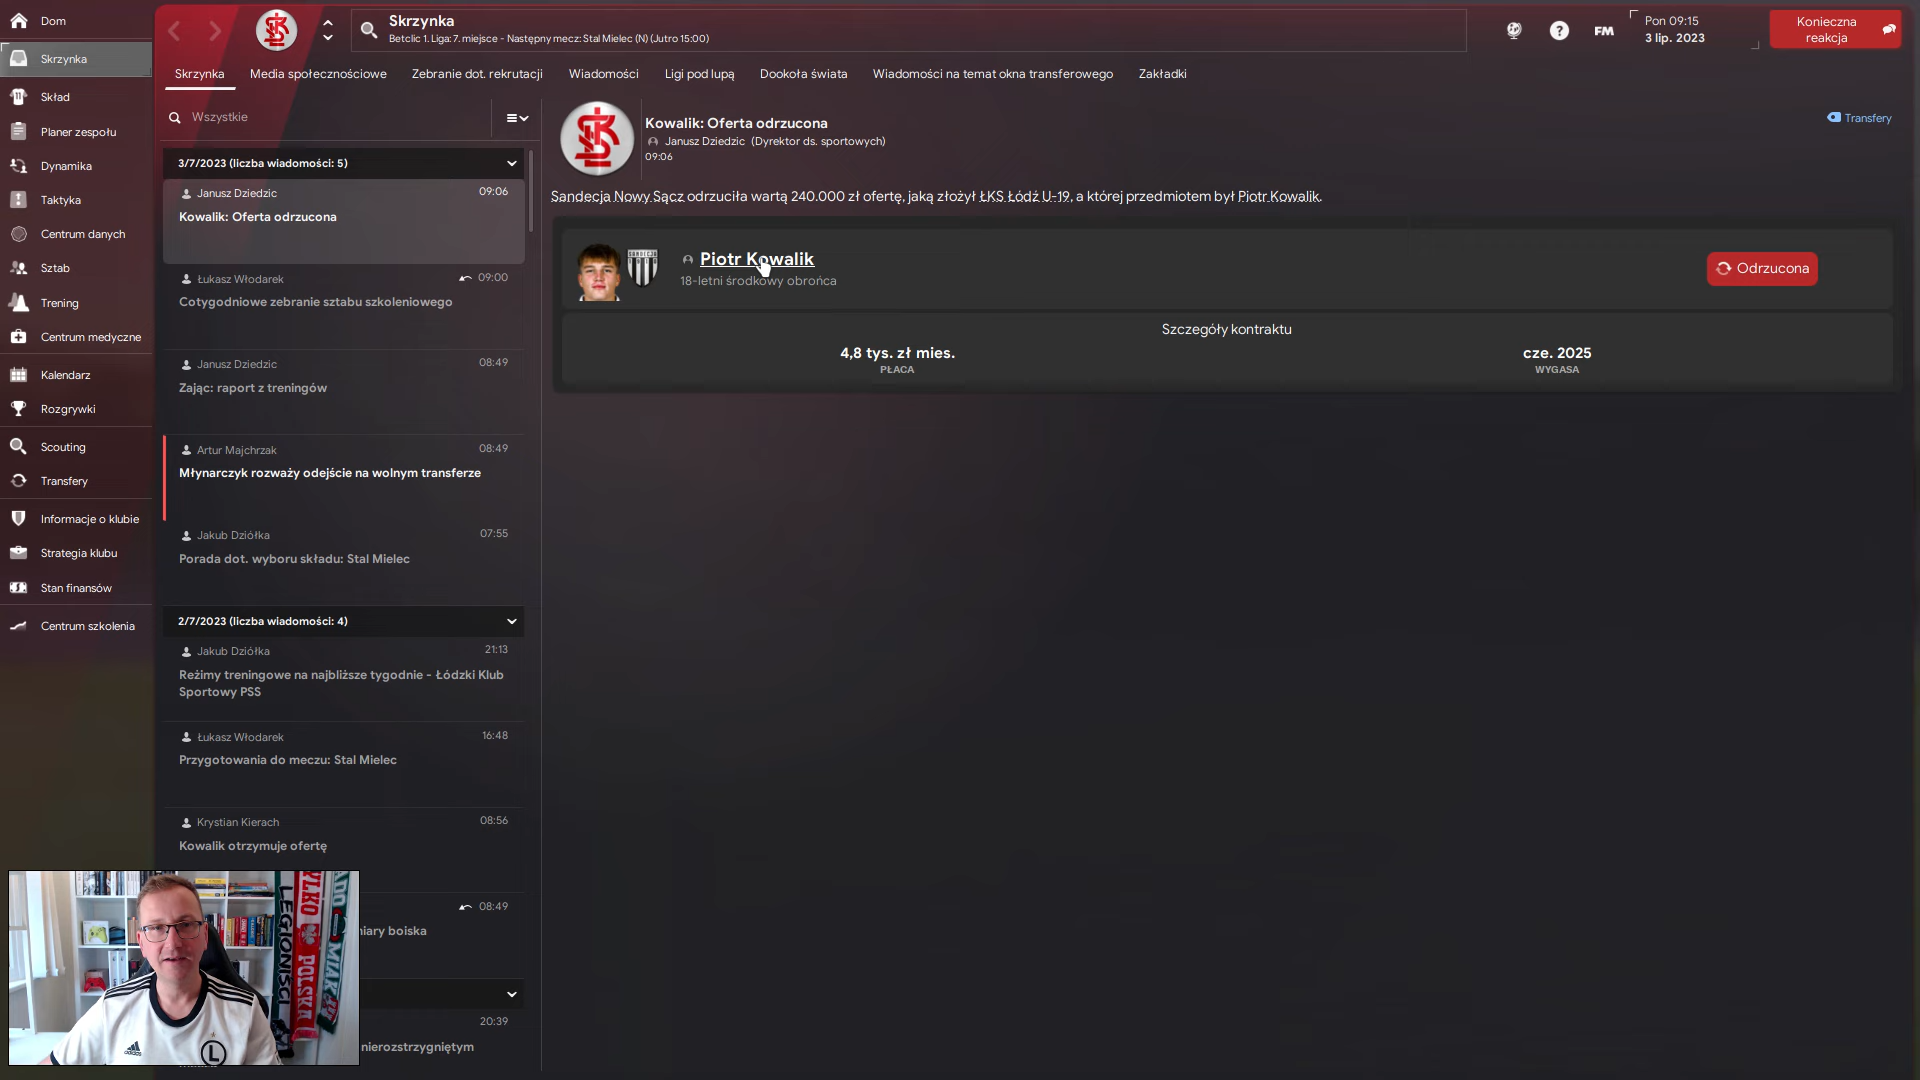 Dom
Skrzynka
Skład
Planer zespołu
Dynamika
Taktyka
Centrum danych
Sztab
Trening
Centrum medyczne
Kalendarz
Rozgrywki
Scouting
Transfery
Informacje o klubie
Strategia klubu
Stan finansów
Centrum szkolenia
Skrzynka
Betclic 1. Liga: 7. miejsce - Następny mecz: Stal Mielec (N) (Jutro 15:00)
FM
Pon 09:15
3 lip. 2023
Konieczna
reakcja
Skrzynka Media społecznościowe Zebranie dot. rekrutacji Wiadomości Ligi pod lupą Dookoła świata Wiadomości na temat okna transferowego Zakładki
Wszystkie
3/7/2023 (liczba wiadomości: 5)
Janusz Dziedzic 09:06
Kowalik: Oferta odrzucona
Łukasz Włodarek 09:00
Cotygodniowe zebranie sztabu szkoleniowego
Janusz Dziedzic 08:49
Zając: raport z treningów
Artur Majchrzak 08:49
Młynarczyk rozważy odejście na wolnym transferze
Jakub Dziółka 07:55
Porada dot. wyboru składu: Stal Mielec
2/7/2023 (liczba wiadomości: 4)
Jakub Dziółka 21:13
Reżimy treningowe na najbliższe tygodnie - Łódzki Klub
Sportowy PSS
Łukasz Włodarek 16:48
Przygotowania do meczu: Stal Mielec
Krystian Kierach 08:56
Kowalik otrzymuje ofertę
08:49
niary boiska
20:39
nierozstrzygniętym
Kowalik: Oferta odrzucona
Janusz Dziedzic (Dyrektor ds. sportowych)
09:06
Transfery
Sandecja Nowy Sącz odrzuciła wartą 240.000 zł ofertę, jaką złożył ŁKS Łódź U-19, a której przedmiotem był Piotr Kowalik.
Piotr Kowalik
18-letni środkowy obrońca
Odrzucona
Szczegóły kontraktu
4,8 tys. zł mies.
PŁACA
cze. 2025
WYGASA
LEGIONIŚCI
POLSKA
adidas
L